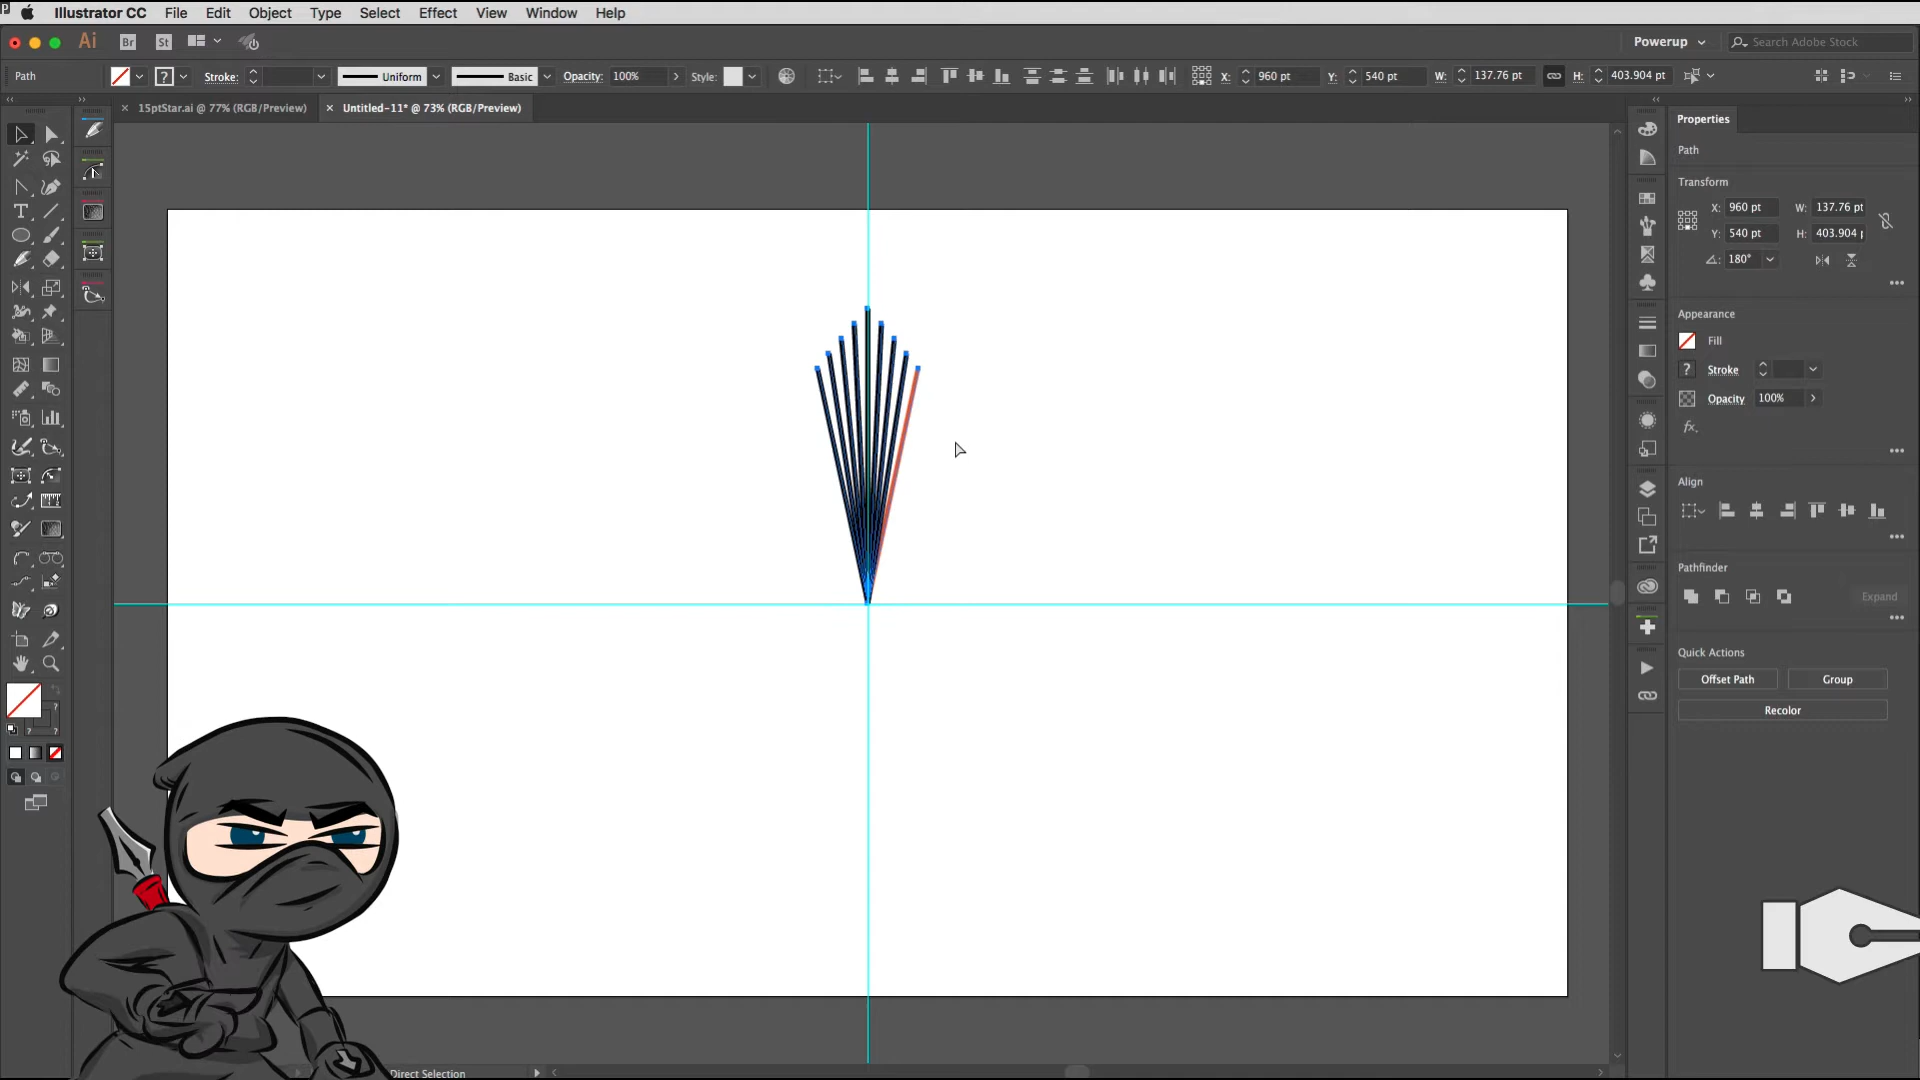 Illustrator CC File Edit Object Type Select Effect View Window Help
Ai Br St Powerup Search Adobe Stock
Path Stroke: Uniform Basic Opacity: 100% Style: X: 960 pt Y: 540 pt W: 137.76 pt H: 403.904 pt
15ptStar.ai @ 77% (RGB/Preview) Untitled-11* @ 73% (RGB/Preview)
Properties
Path
Transform
X: 960 pt W: 137.76 pt
Y: 540 pt H: 403.904 p
180°
Appearance
Fill
? Stroke
Opacity 100%
fx.
Align
Pathfinder
Expand
Quick Actions
Offset Path Group
Recolor
Direct Selection